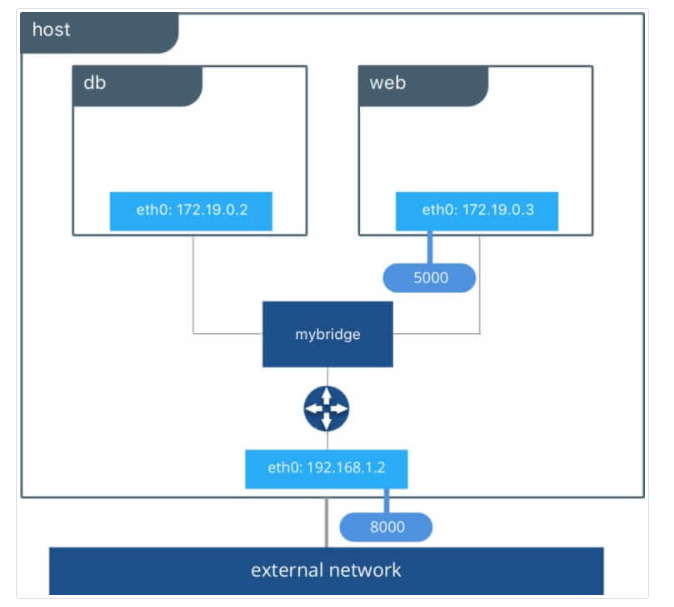 host
db
web
eth0: 172.19.0.2
eth0: 172.19.0.3
5000
mybridge
eth0: 192.168.1.2
8000
external network